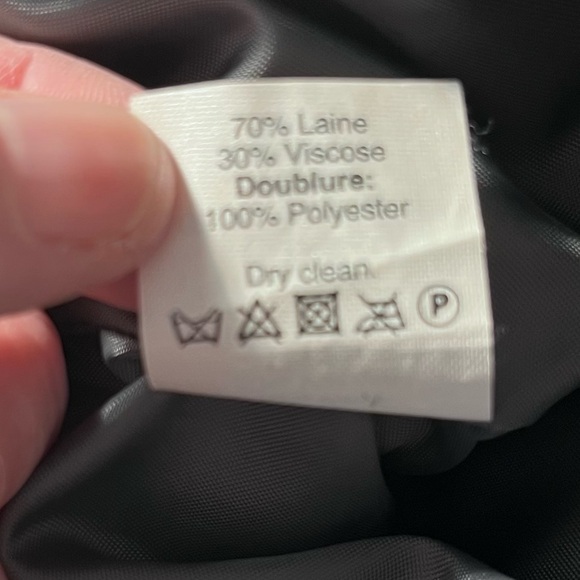 70% Laine
30% Viscose
Doublure:
100% Polyester
Dry clean.
P